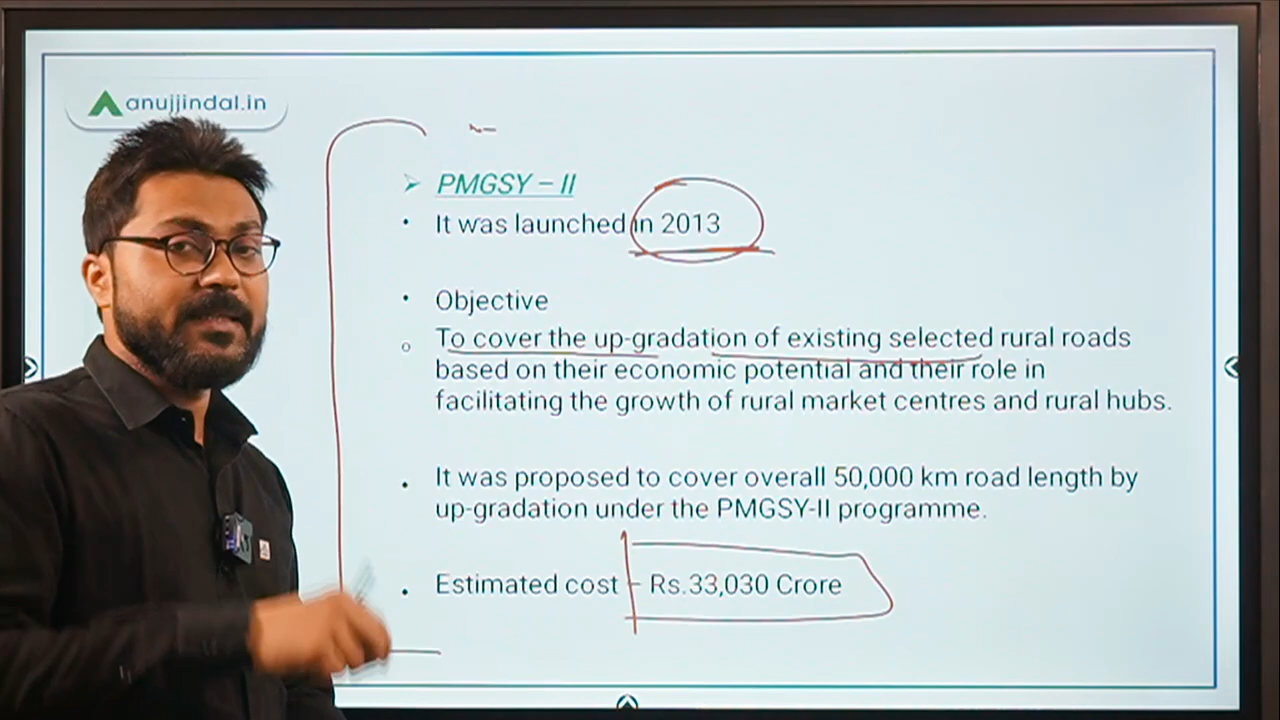 anujjindal.in
PMGSY – II
It was launched in 2013
Objective
To cover the up-gradation of existing selected rural roads
based on their economic potential and their role in
facilitating the growth of rural market centres and rural hubs.
It was proposed to cover overall 50,000 km road length by
up-gradation under the PMGSY-II programme.
Estimated cost – Rs.33,030 Crore